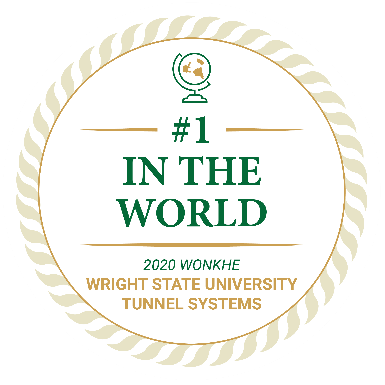 #1
IN THE
WORLD
2020 WONKHE
WRIGHT STATE UNIVERSITY
TUNNEL SYSTEMS